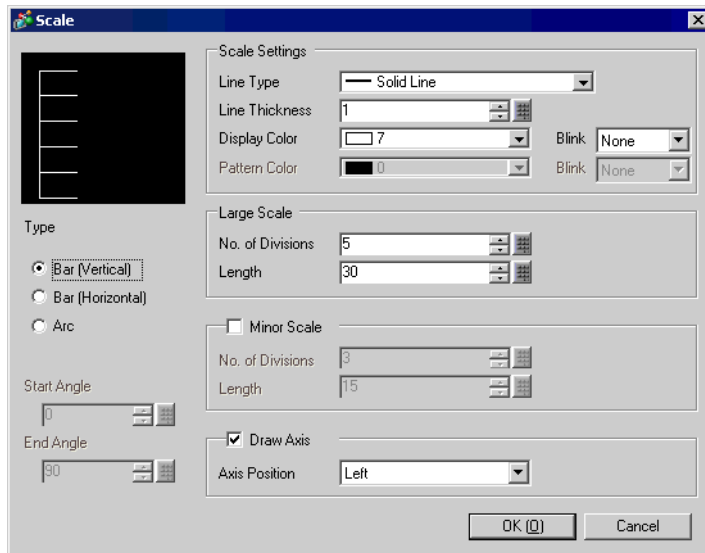 Scale
Type
Bar (Vertical)
Bar (Horizontal)
Arc
Start Angle
0
End Angle
90
Scale Settings
Line Type Solid Line
Line Thickness 1
Display Color 7 Blink None
Pattern Color 0 Blink None
Large Scale
No. of Divisions 5
Length 30
Minor Scale
No. of Divisions 3
Length 15
Draw Axis
Axis Position Left
OK (O) Cancel